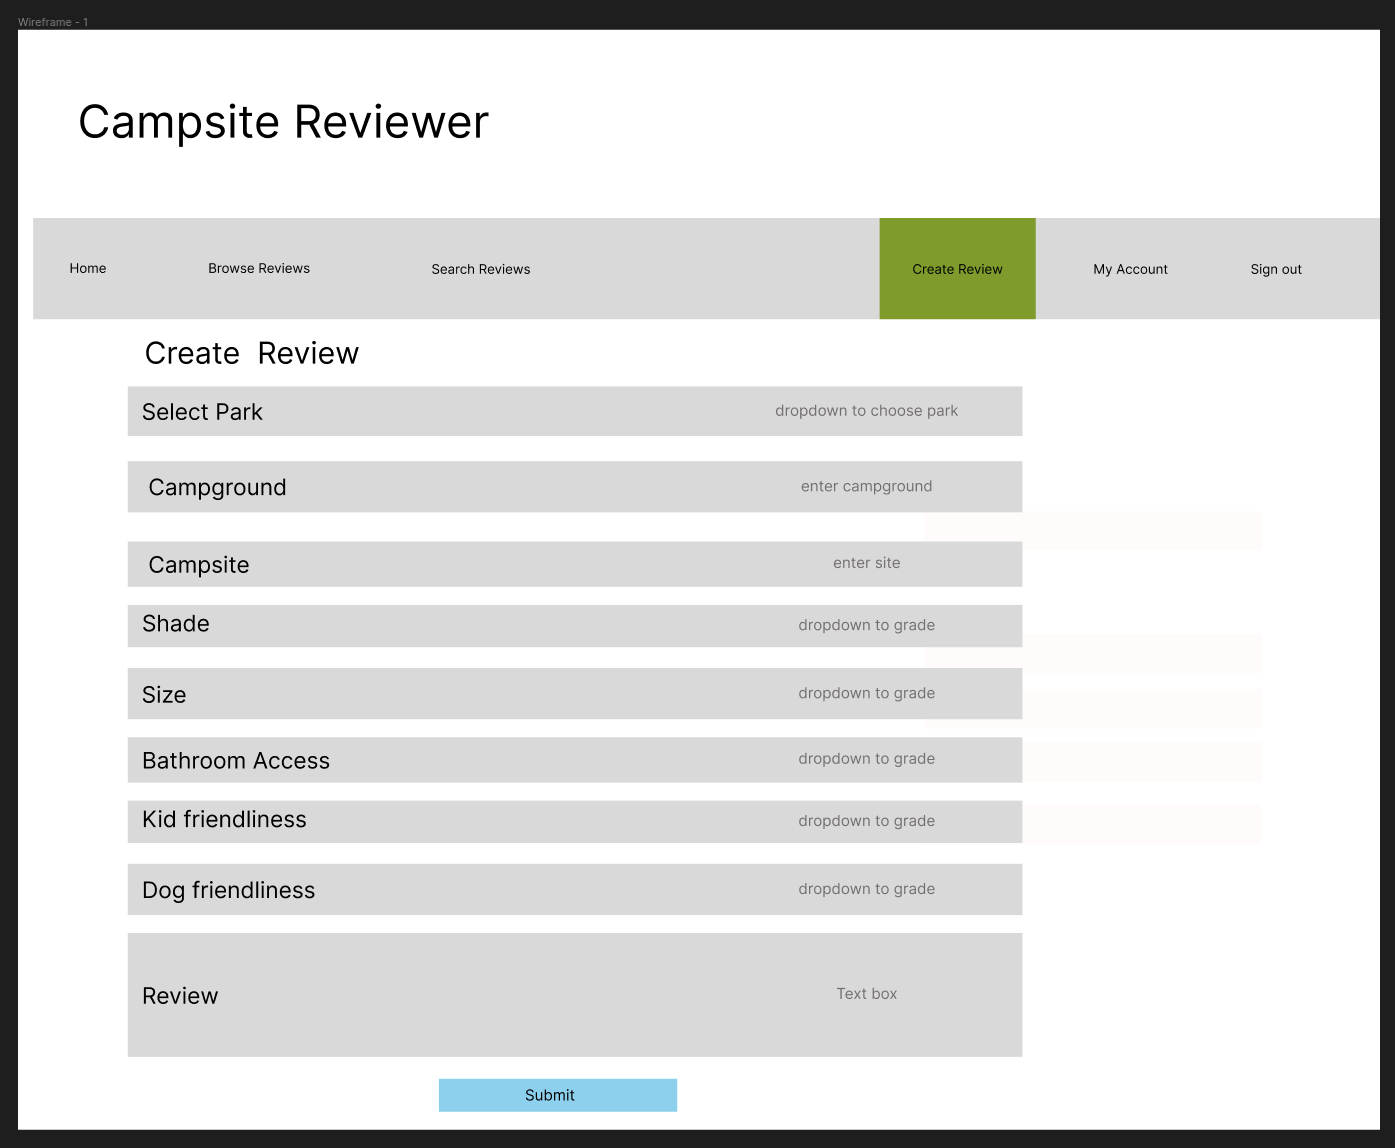 Wireframe - 1
Campsite Reviewer
Home Browse Reviews Search Reviews Create Review My Account Sign out
Create Review
Select Park dropdown to choose park
Campground enter campground
Campsite enter site
Shade dropdown to grade
Size dropdown to grade
Bathroom Access dropdown to grade
Kid friendliness dropdown to grade
Dog friendliness dropdown to grade
Review Text box
Submit